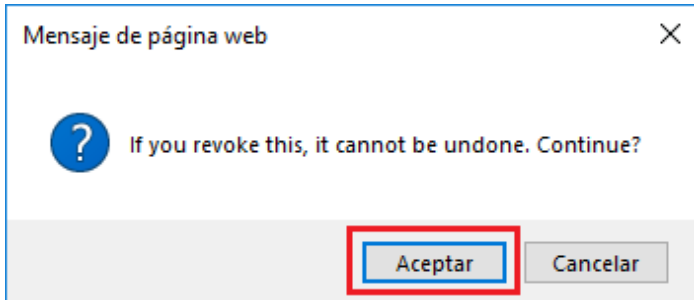 Mensaje de página web
If you revoke this, it cannot be undone. Continue?
Aceptar
Cancelar